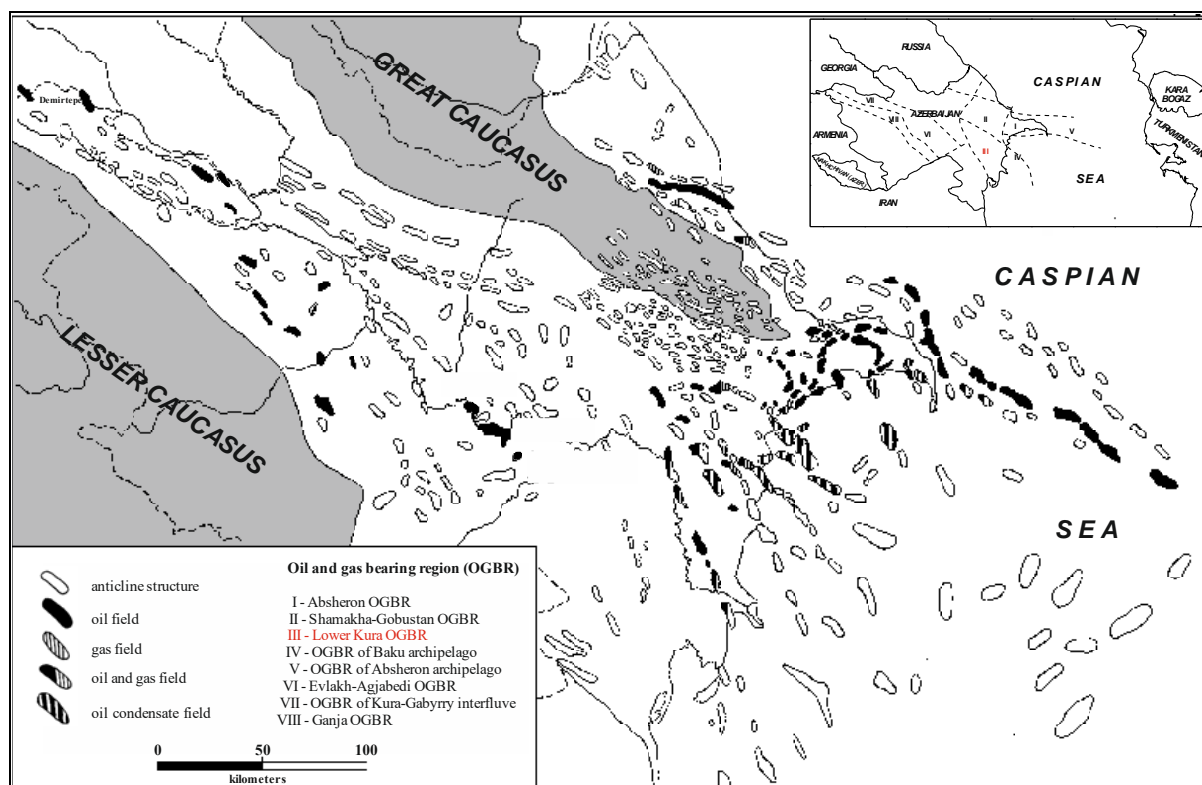 Demirtepe
GREAT CAUCASUS
LESSER CAUCASUS
CASPIAN
SEA
RUSSIA
GEORGIA
CASPIAN
KARA
BOGAZ
VII
AZERBAIJAN
II
I
V
VIII
VI
ARMENIA
TURKMENISTAN
III
IV
SEA
IRAN
anticline structure
oil field
gas field
oil and gas field
oil condensate field
Oil and gas bearing region (OGBR)
I - Absheron OGBR
II - Shamakha-Gobustan OGBR
III - Lower Kura OGBR
IV - OGBR of Baku archipelago
V - OGBR of Absheron archipelago
VI - Evlakh-Agjabedi OGBR
VII - OGBR of Kura-Gabyrry interfluve
VIII - Ganja OGBR
0 50 100
kilometers